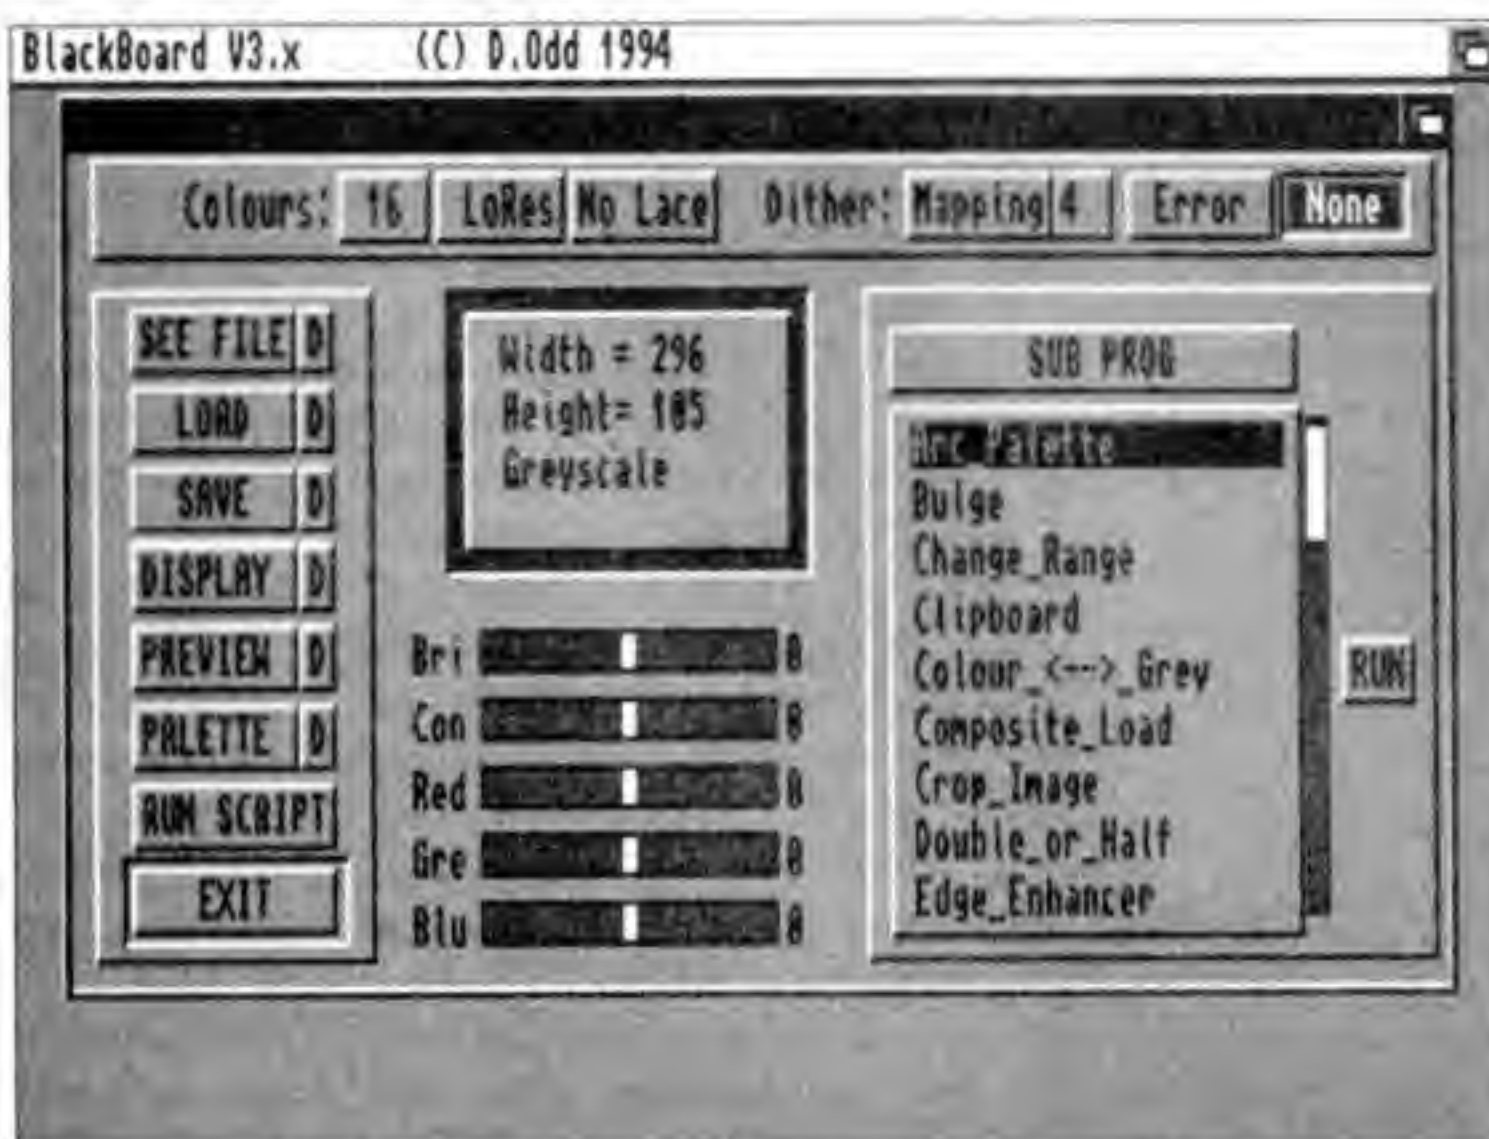 BlackBoard V3.x (C) D.Odd 1994
Colours: 16 LoRes No Lace Dither: Mapping 4 Error None
SEE FILE D
LOAD D
SAVE D
DISPLAY D
PREVIEW D
PALETTE D
RUN SCRIPT
EXIT
Width = 296
Height= 185
Greyscale
Bri 0
Con 0
Red 0
Gre 0
Blu 0
SUB PROG
Arc_Palette
Bulge
Change_Range
Clipboard
Colour_<-->_Grey
Composite_Load
Crop_Image
Double_or_Half
Edge_Enhancer
RUN